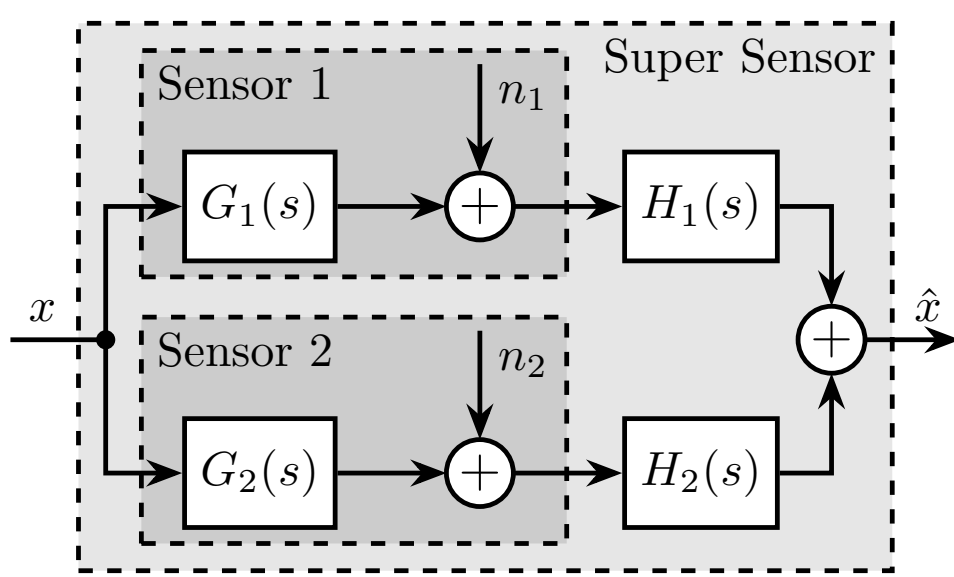 Super Sensor
Sensor 1
n₁
G₁(s)
+
H₁(s)
x
+
x̂
Sensor 2
n₂
G₂(s)
+
H₂(s)